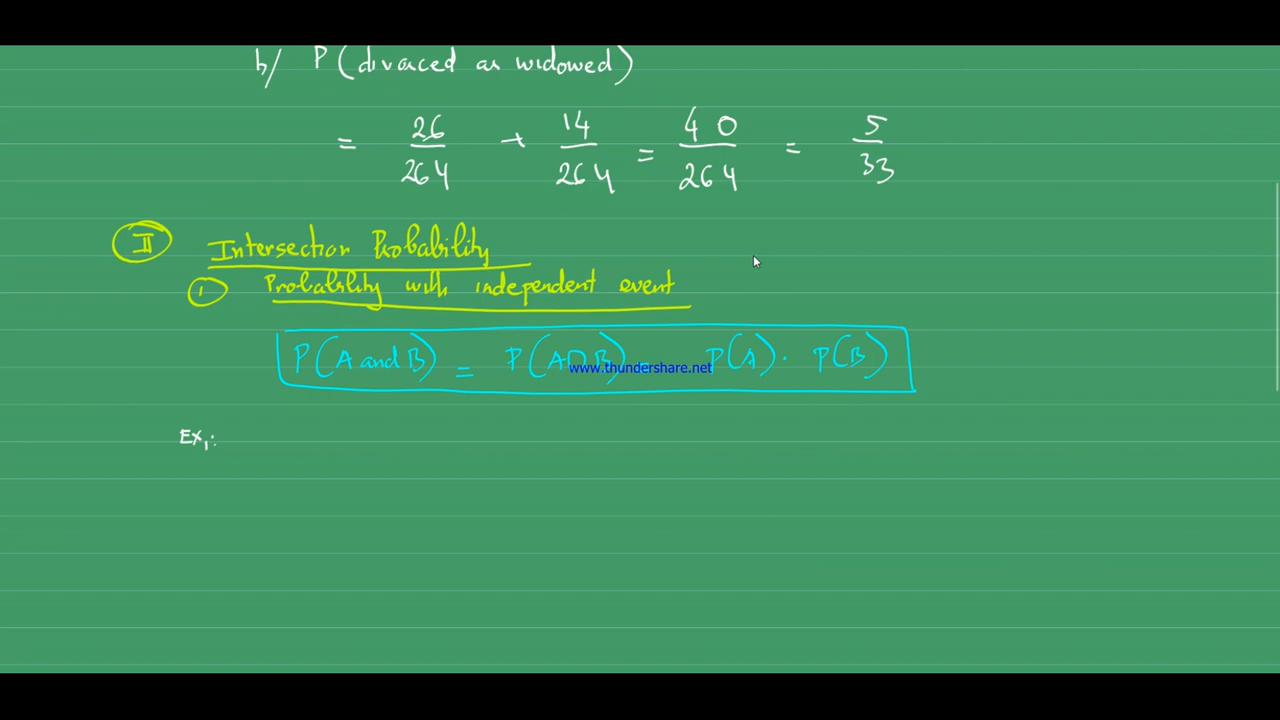 b/ P(divorced or widowed)
= 26/264 + 14/264 = 40/264 = 5/33
II Intersection Probability
1. Probability with independent event
P(A and B) = P(A∩B) = P(A). P(B)
www.thundershare.net
Ex1: